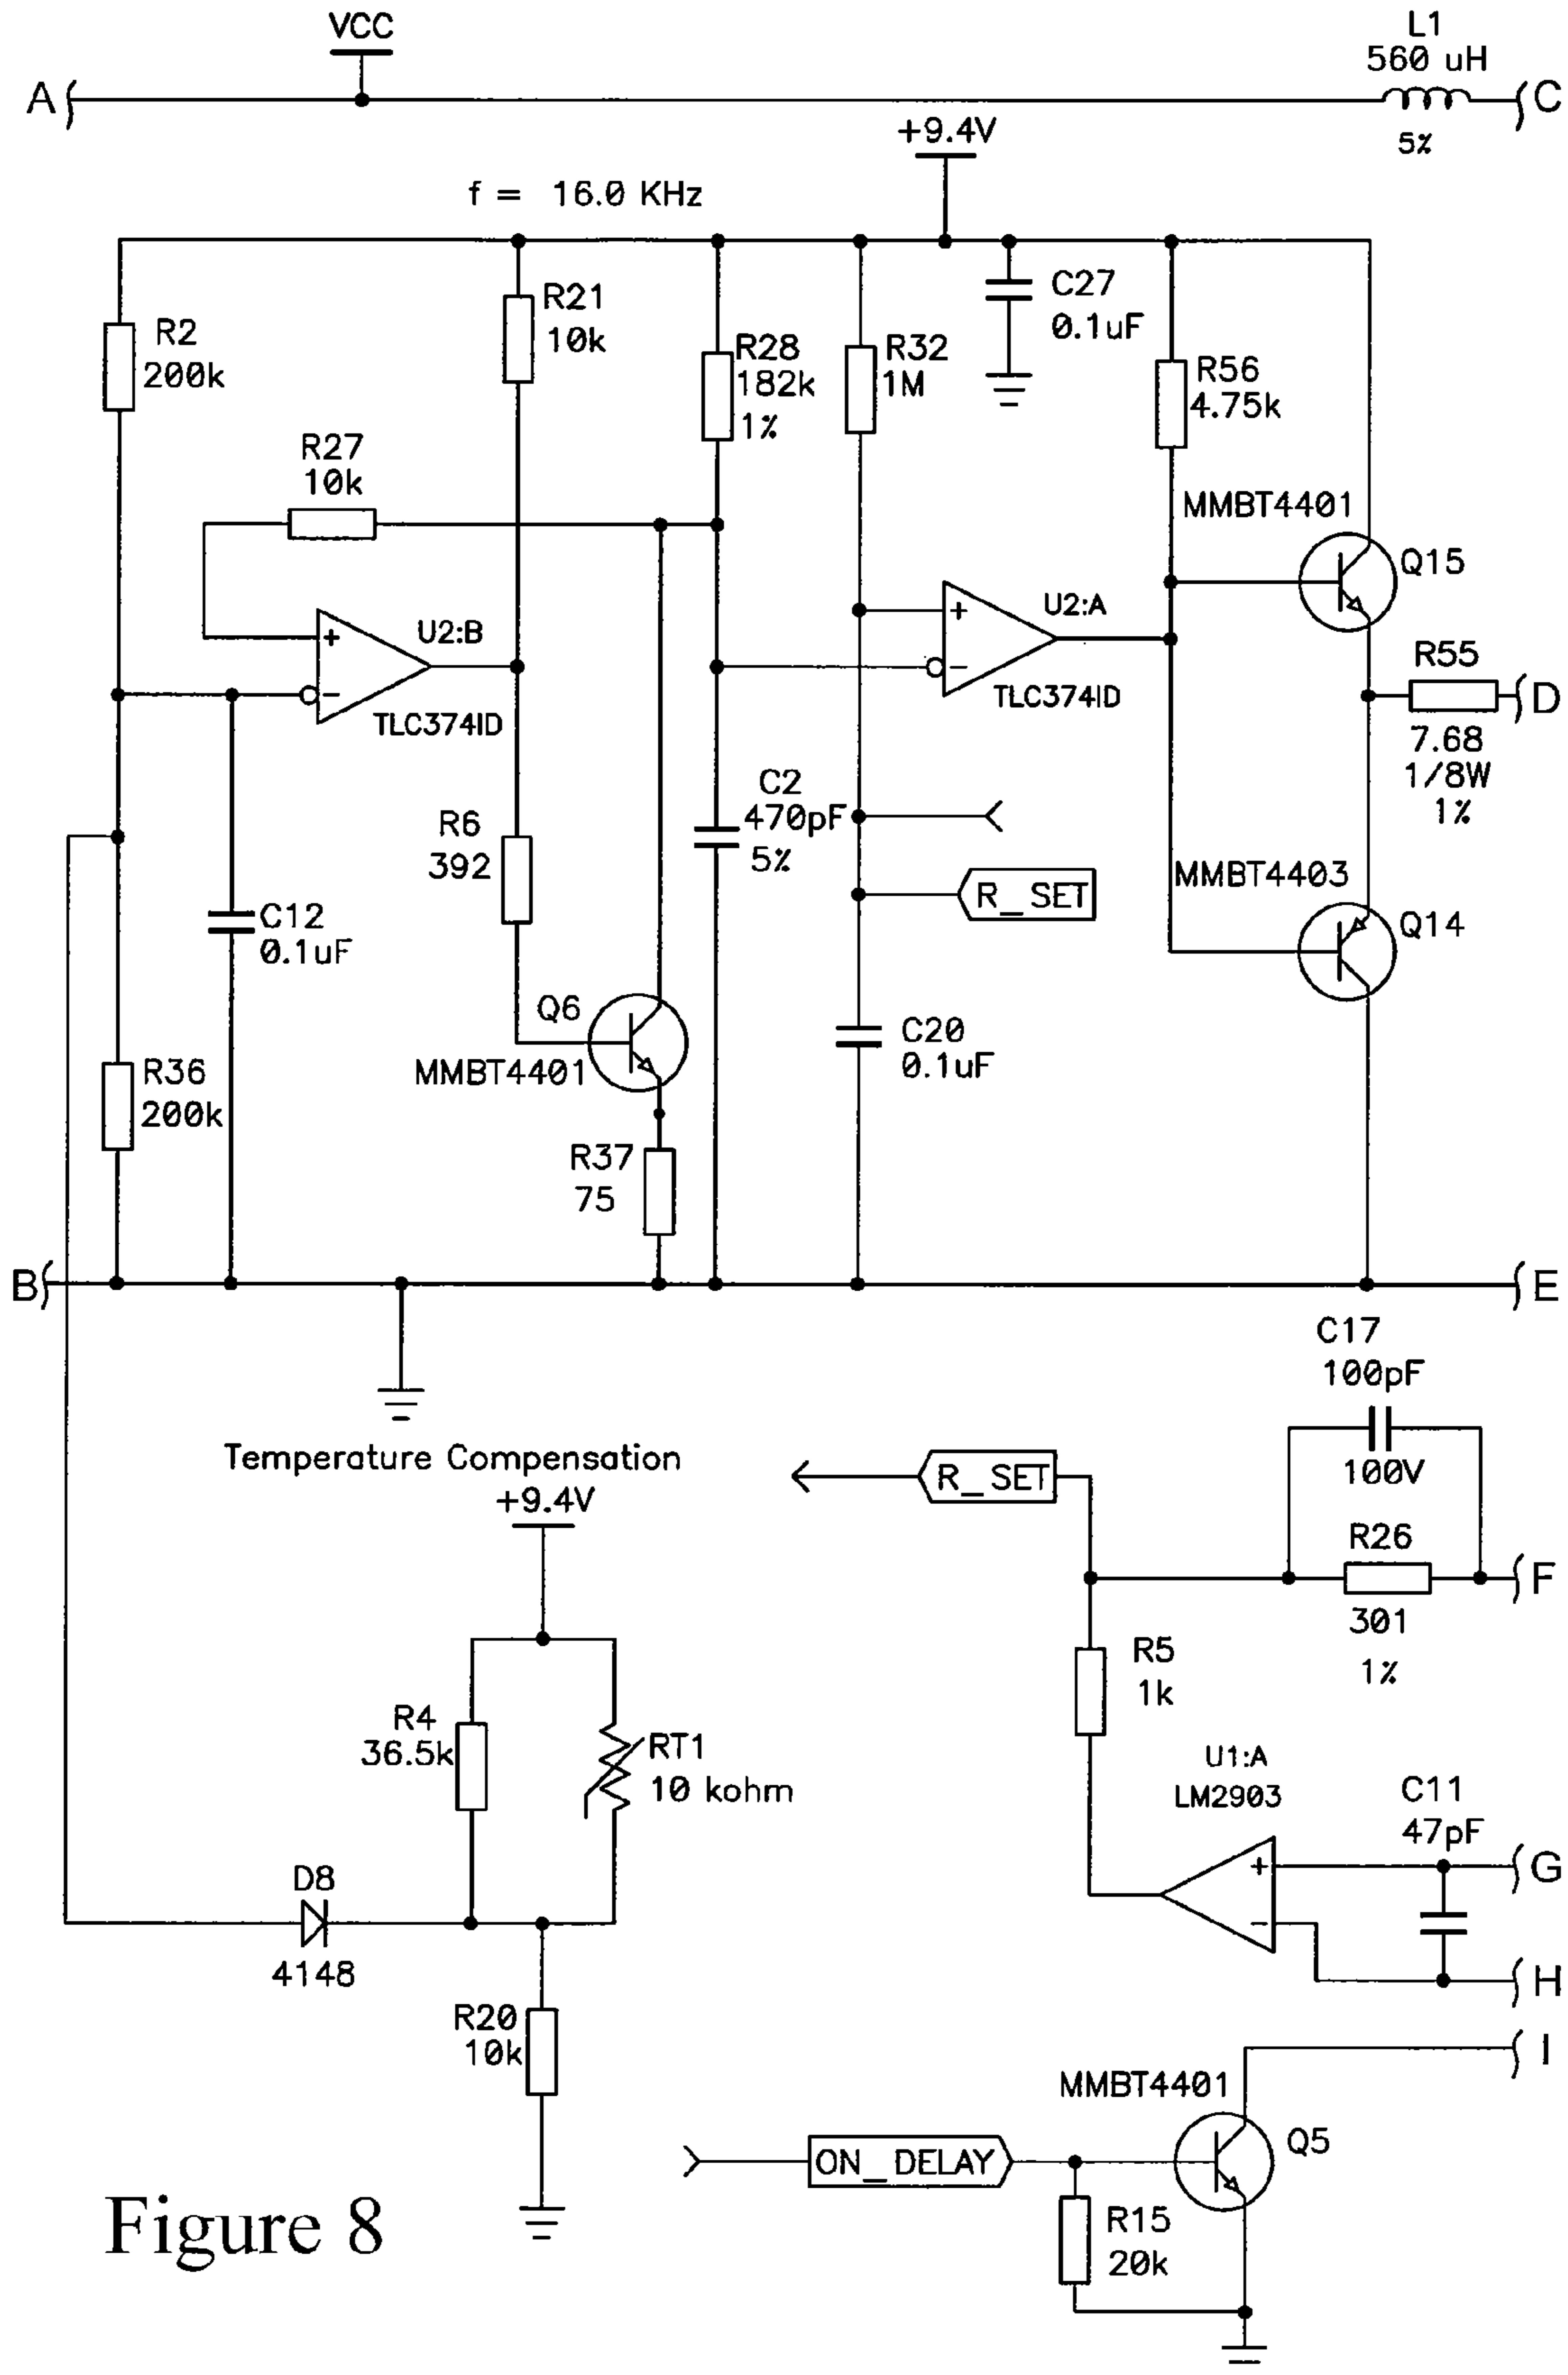 VCC
L1
560 uH
A
C
5%
+9.4V
f = 16.0 KHz
R2
200k
R21
10k
R28
182k
1%
R32
1M
C27
0.1uF
R56
4.75k
R27
10k
MMBT4401
Q15
U2:B
+
-
TLC374ID
U2:A
+
-
TLC374ID
R55
D
7.68
1/8W
1%
R6
392
C2
470pF
5%
MMBT4403
R_SET
Q14
C12
0.1uF
Q6
MMBT4401
C20
0.1uF
R36
200k
R37
75
B
E
C17
100pF
100V
Temperature Compensation
+9.4V
R_SET
R26
F
301
1%
R5
1k
R4
36.5k
RT1
10 kohm
U1:A
LM2903
C11
47pF
+
G
-
H
D8
4148
R20
10k
I
MMBT4401
ON_DELAY
Q5
R15
20k
Figure 8